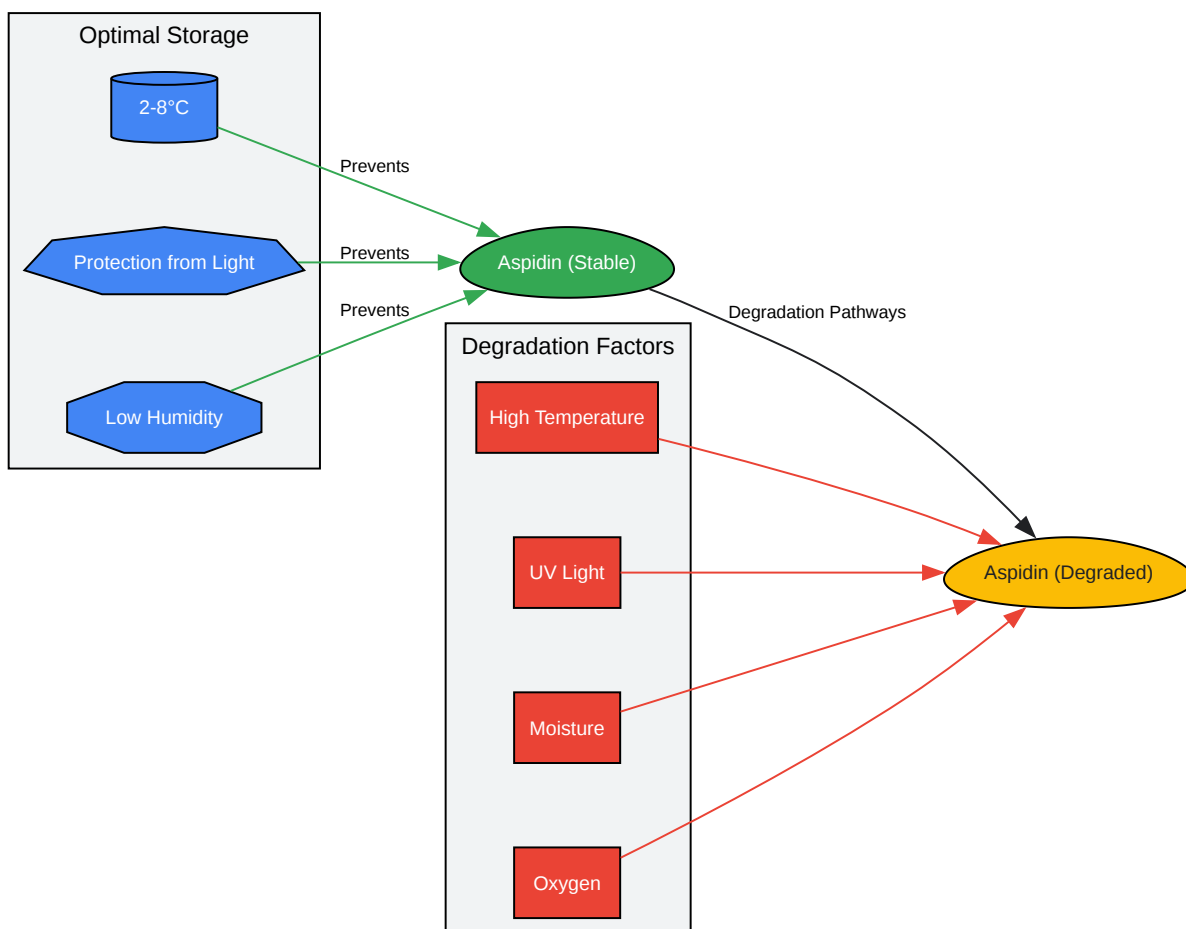 Optimal Storage
2-8°C
Prevents
Protection from Light
Prevents
Aspidin (Stable)
Prevents
Low Humidity
Degradation Pathways
Degradation Factors
High Temperature
UV Light
Aspidin (Degraded)
Moisture
Oxygen